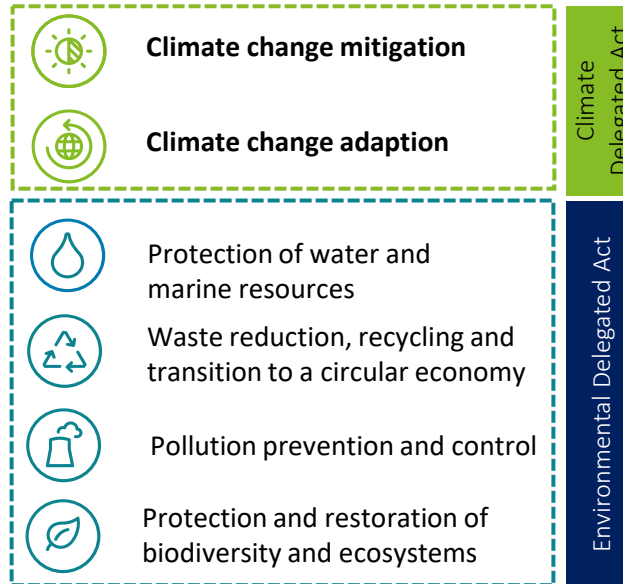 Climate change mitigation
Climate change adaption
Climate
Delegated Act
Protection of water and
marine resources
Waste reduction, recycling and
transition to a circular economy
Pollution prevention and control
Protection and restoration of
biodiversity and ecosystems
Environmental Delegated Act